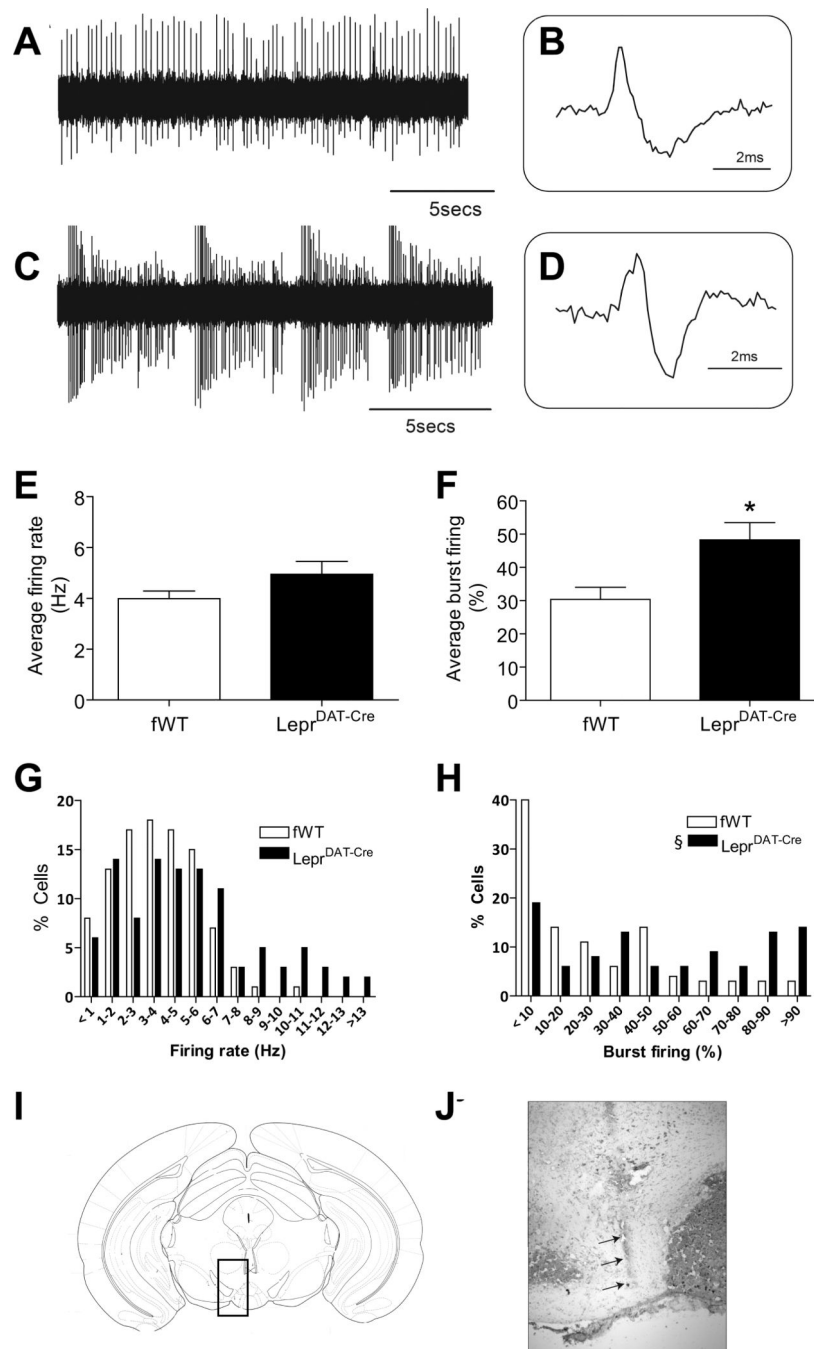 A
5secs
B
2ms
C
5secs
D
2ms
E
Average firing rate
(Hz)
8
6
4
2
0
fWT
Lepr^DAT-Cre
F
Average burst firing
(%)
60
50
40
30
20
10
0
*
fWT
Lepr^DAT-Cre
G
% Cells
20
15
10
5
0
fWT
Lepr^DAT-Cre
<1 1-2 2-3 3-4 4-5 5-6 6-7 7-8 8-9 9-10 10-11 11-12 12-13 >13
Firing rate (Hz)
H
% Cells
40
30
20
10
0
fWT
§ Lepr^DAT-Cre
<10 10-20 20-30 30-40 40-50 50-60 60-70 70-80 80-90 >90
Burst firing (%)
I
J